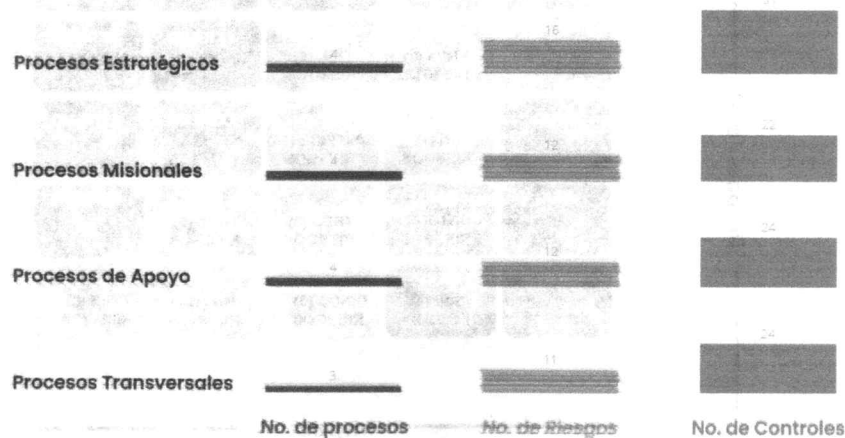 16
Procesos Estratégicos 4
12 22
Procesos Misionales
12 24
Procesos de Apoyo 4
3 11 24
Procesos Transversales
No. de procesos No. de Riesgos No. de Controles